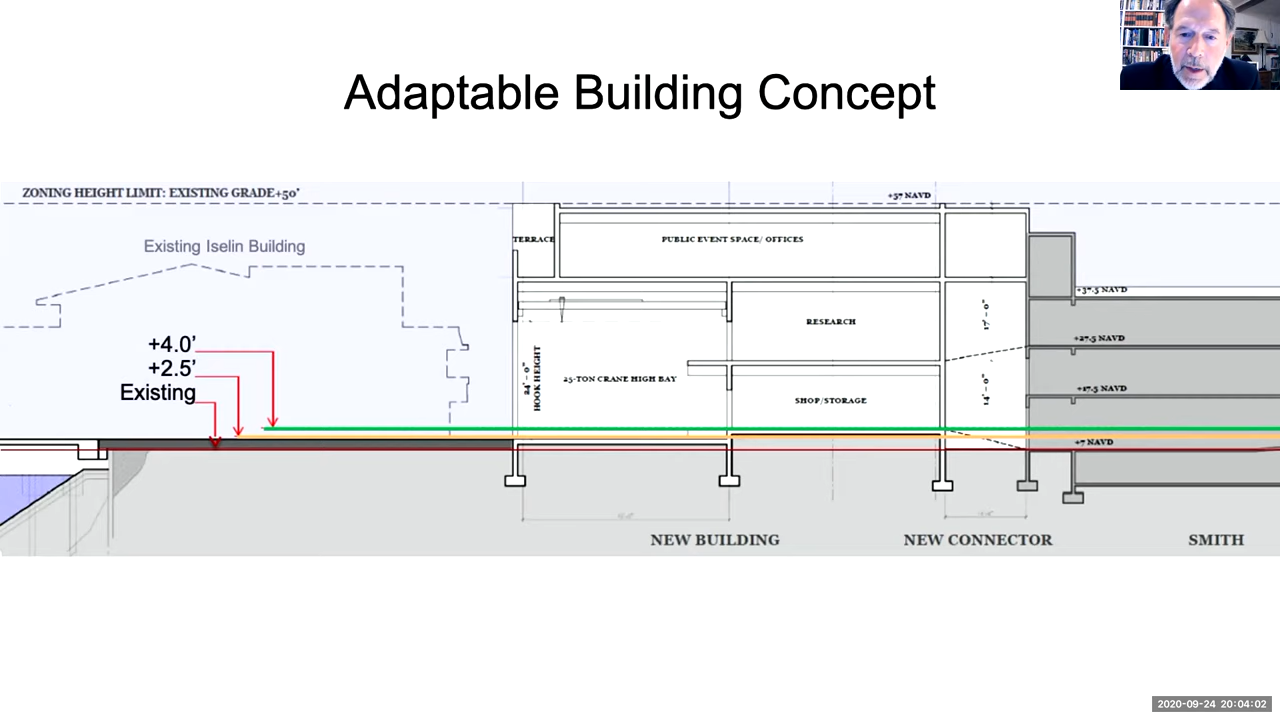 Adaptable Building Concept
ZONING HEIGHT LIMIT: EXISTING GRADE+50'
+57 NAVD
Existing Iselin Building
TERRACE
PUBLIC EVENT SPACE/ OFFICES
+37.5 NAVD
RESEARCH
17' - 0"
+27.5 NAVD
+4.0'
+2.5'
Existing
24' - 0"
HOOK HEIGHT
25-TON CRANE HIGH BAY
SHOP/STORAGE
14' - 0"
+17.5 NAVD
+7 NAVD
NEW BUILDING
NEW CONNECTOR
SMITH
2020-09-24 20:04:02